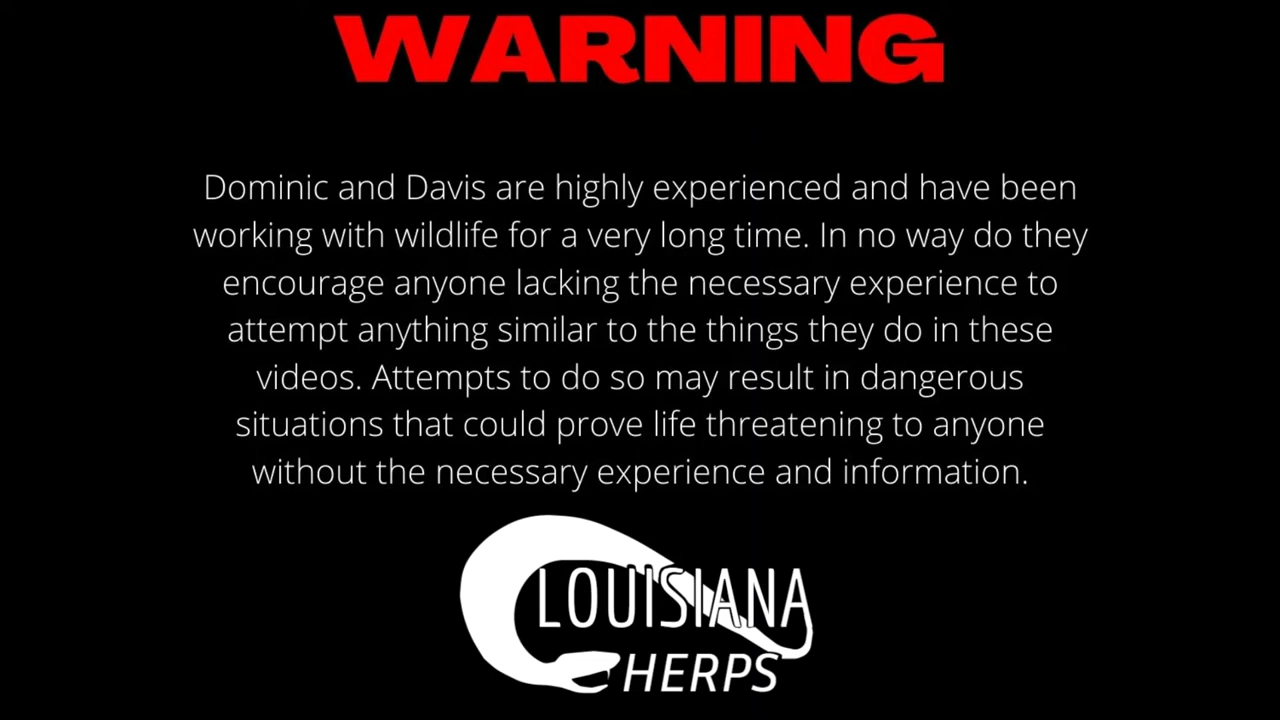 WARNING
Dominic and Davis are highly experienced and have been
working with wildlife for a very long time. In no way do they
encourage anyone lacking the necessary experience to
attempt anything similar to the things they do in these
videos. Attempts to do so may result in dangerous
situations that could prove life threatening to anyone
without the necessary experience and information.
LOUISIANA
HERPS